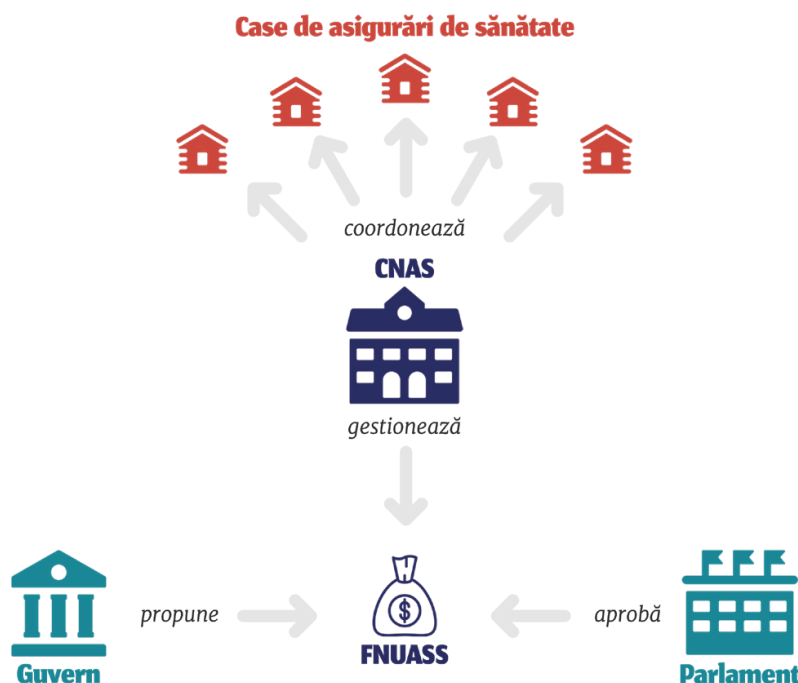 Case de asigurări de sănătate
coordonează
CNAS
gestionează
propune
aprobă
$
FNUASS
Guvern
Parlament